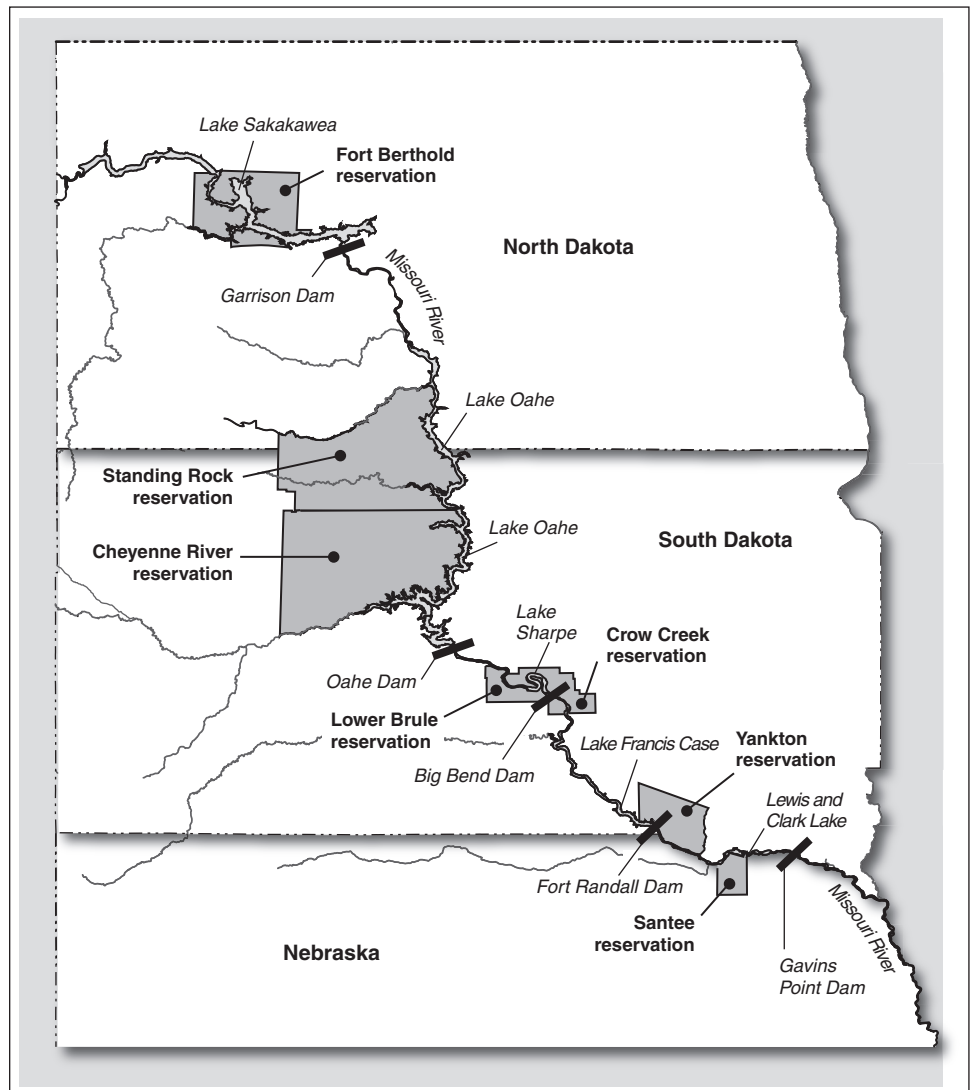 Lake Sakakawea
Fort Berthold
reservation
North Dakota
Missouri River
Garrison Dam
Lake Oahe
Standing Rock
reservation
Lake Oahe
South Dakota
Cheyenne River
reservation
Lake
Sharpe
Crow Creek
reservation
Oahe Dam
Lower Brule
reservation
Big Bend Dam
Lake Francis Case
Yankton
reservation
Lewis and
Clark Lake
Fort Randall Dam
Santee
reservation
Missouri River
Nebraska
Gavins
Point Dam